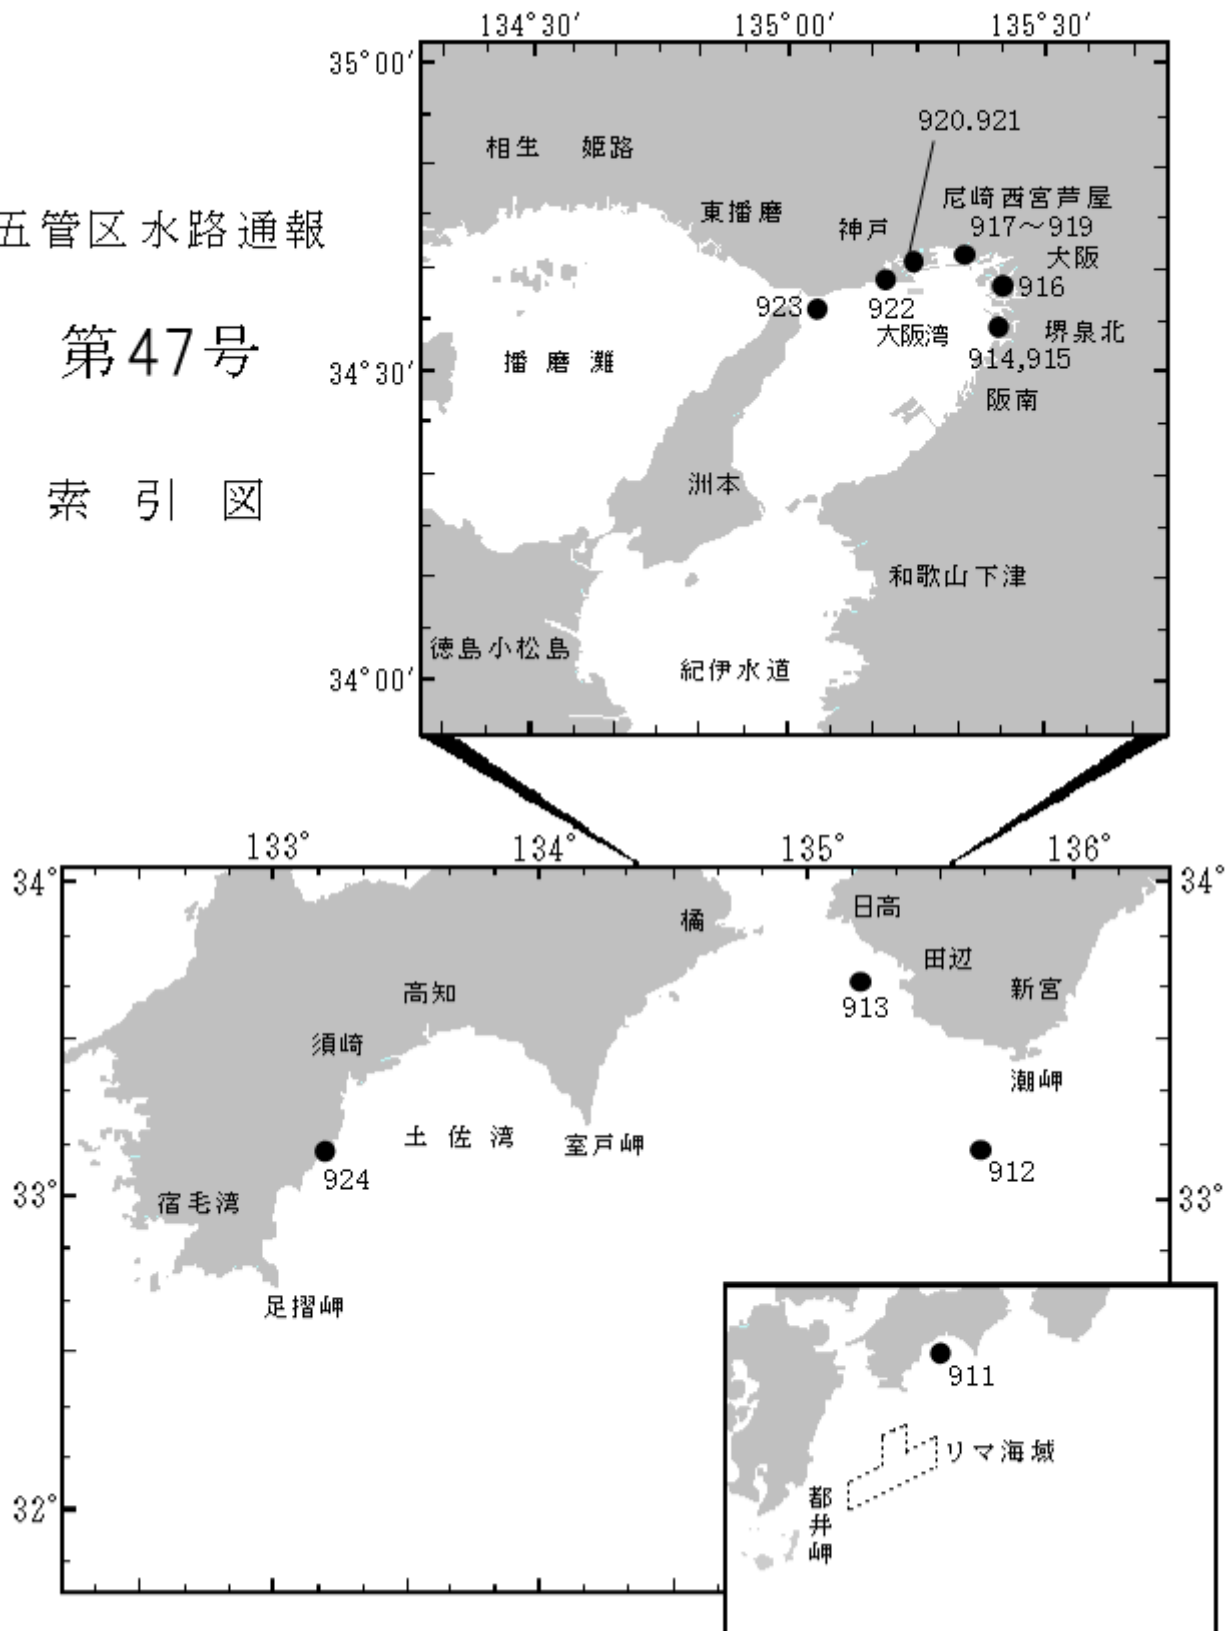 134°30′ 135°00′ 135°30′
35°00′
920.921
相生 姫路
尼崎西宮芦屋
東播磨
917～919
神戸
五管区水路通報
大阪
916
923
922
大阪湾
堺泉北
第47号
播磨灘
914,915
34°30′
阪南
洲本
索引図
和歌山下津
徳島小松島
紀伊水道
34°00′
133° 134° 135° 136°
34° 34°
日高
橘
田辺
高知
新宮
913
須崎
潮岬
土佐湾
室戸岬
924
912
宿毛湾
33° 33°
足摺岬
911
リマ海域
都井岬
32°